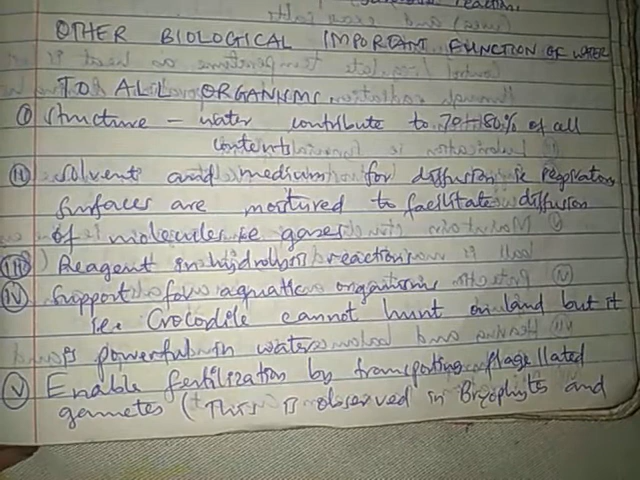 OTHER BIOLOGICAL IMPORTANT FUNCTION OF WATER
TO ALL ORGANISMS
I structure - water contribute to 70-80% of all
content
II solvent and medium for diffusion ie respiratory
surfaces are moistured to facilitate diffusion
of molecules ie gases
III) Reagent in hydrolysis reaction
IV Support for aquatic organisms
i.e. Crocodile cannot hunt on land but it
is powerful in water
V Enable fertilization by transporting flagellated
gametes (This is observed in Bryophyts and